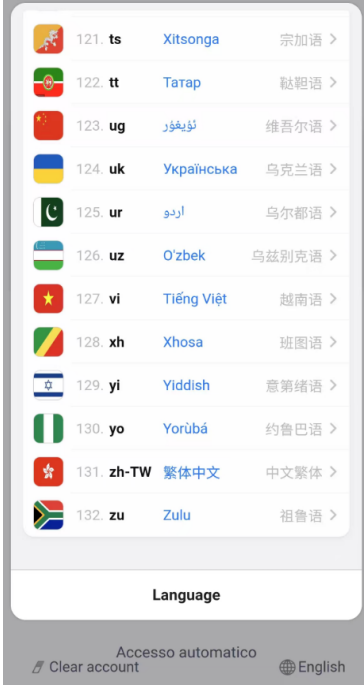 121. ts Xitsonga 宗加语
122. tt Татар 鞑靼语
123. ug ئۇيغۇر 维吾尔语
124. uk Українська 乌克兰语
125. ur اردو 乌尔都语
126. uz O'zbek 乌兹别克语
127. vi Tiếng Việt 越南语
128. xh Xhosa 班图语
129. yi Yiddish 意第绪语
130. yo Yorùbá 约鲁巴语
131. zh-TW 繁体中文 中文繁体
132. zu Zulu 祖鲁语
Language
Accesso automatico
Clear account English